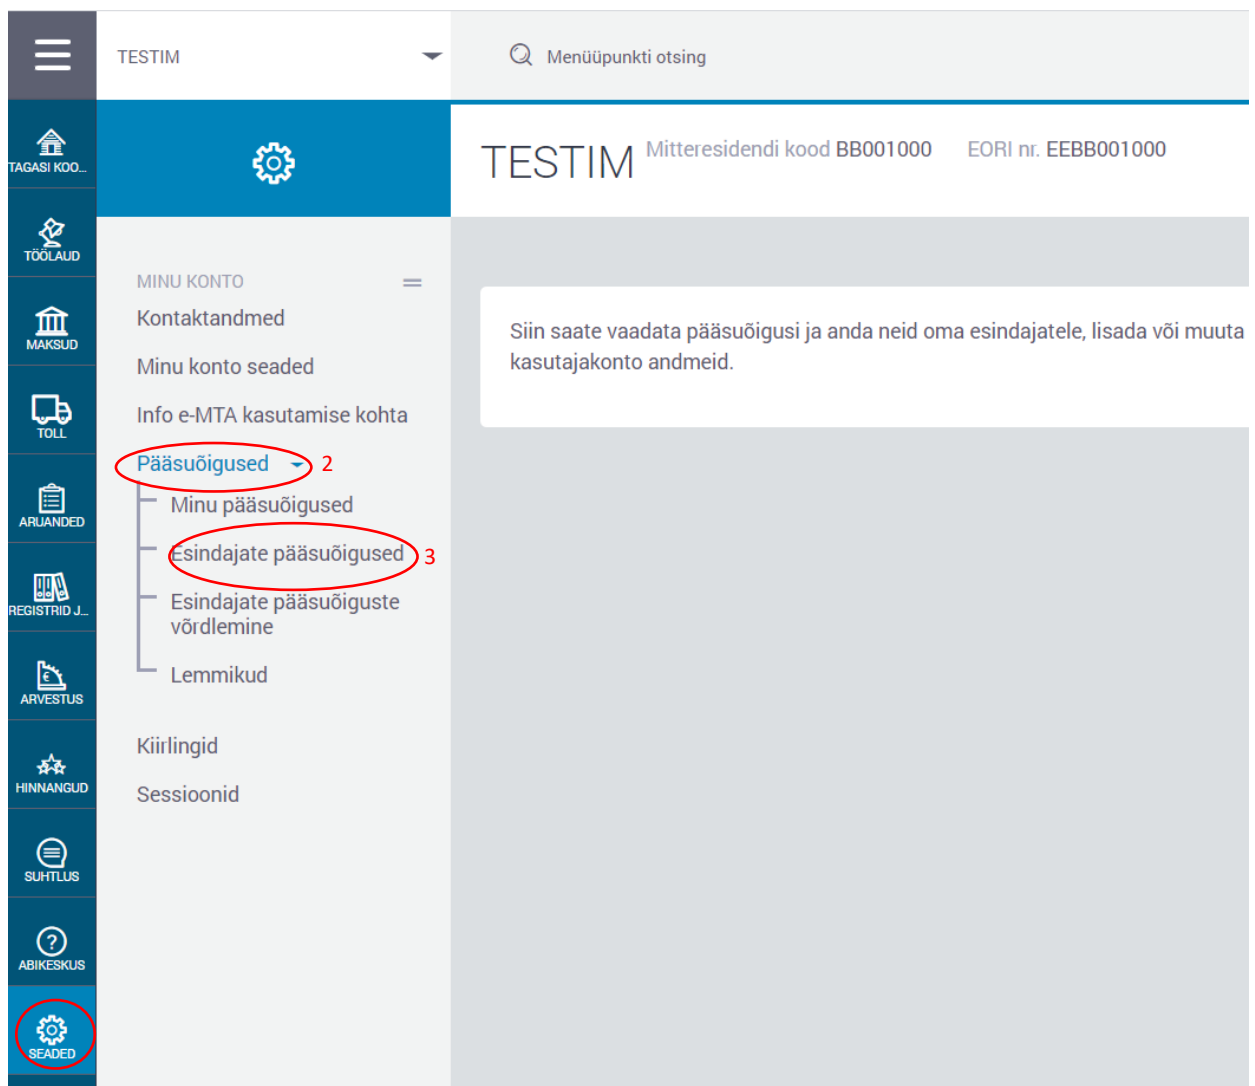 TESTIM
Menüüpunkti otsing
TAGASI KOO...
TÖÖLAUD
MAKSUD
TOLL
ARUANDED
REGISTRID J...
ARVESTUS
HINNANGUD
SUHTLUS
ABIKESKUS
SEADED
MINU KONTO
Kontaktandmed
Minu konto seaded
Info e-MTA kasutamise kohta
Pääsuõigused 2
Minu pääsuõigused
Esindajate pääsuõigused 3
Esindajate pääsuõiguste
võrdlemine
Lemmikud
Kiirlingid
Sessioonid
TESTIM Mitteresidendi kood BB001000 EORI nr. EEBB001000
Siin saate vaadata pääsuõigusi ja anda neid oma esindajatele, lisada või muuta
kasutajakonto andmeid.